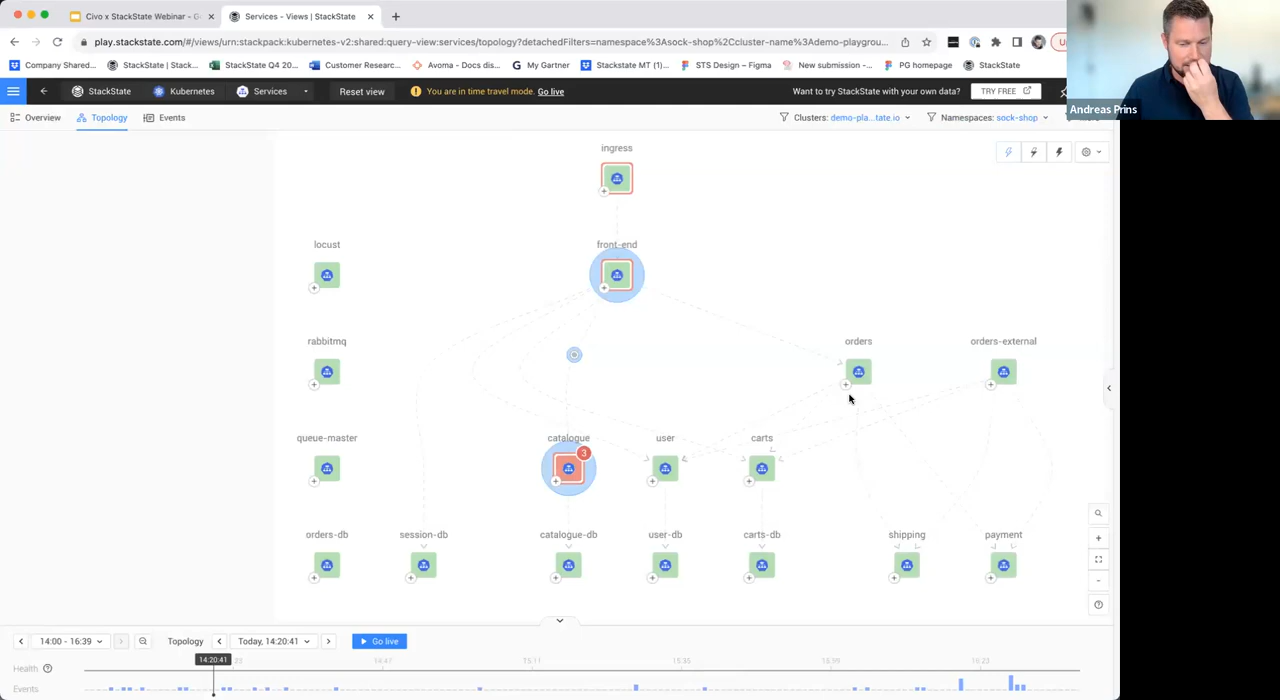 Civo x StackState Webinar – G
Services - Views | StackState
play.stackstate.com/#/views/urn:stackpack:kubernetes-v2:shared:query-view:services/topology?detachedFilters=namespace%3Asock-shop%2Ccluster-name%3Ademo-playgrou...
Company Shared...
StackState | Stack...
StackState Q4 20...
Customer Researc...
Avoma - Docs dis...
My Gartner
Stackstate MT (1)...
STS Design – Figma
New submission -...
PG homepage
StackState
StackState
Kubernetes
Services
Reset view
You are in time travel mode. Go live
Want to try StackState with your own data?
TRY FREE
Andreas Prins
Overview
Topology
Events
Clusters: demo-pla...tate.io
Namespaces: sock-shop
ingress
locust
front-end
rabbitmq
orders
orders-external
queue-master
catalogue
user
carts
3
orders-db
session-db
catalogue-db
user-db
carts-db
shipping
payment
14:00 - 16:39
Topology
Today, 14:20:41
Go live
14:20:41
14:47
15:11
Health
Events